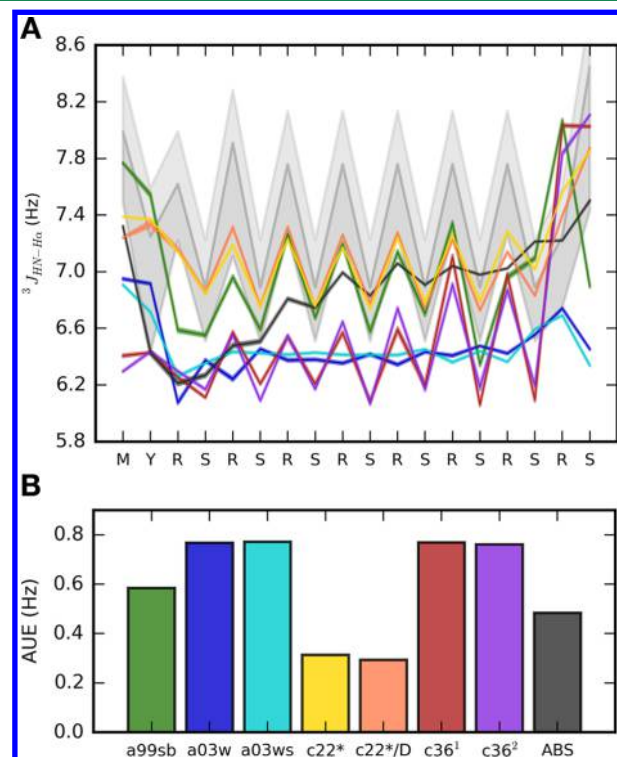 A
8.6
8.2
7.8
7.4
7.0
6.6
6.2
5.8
³J_HN−Hα (Hz)
M Y R S R S R S R S R S R S R S R S
B
0.8
0.6
0.4
0.2
0.0
AUE (Hz)
a99sb a03w a03ws c22* c22*/D c36¹ c36² ABS